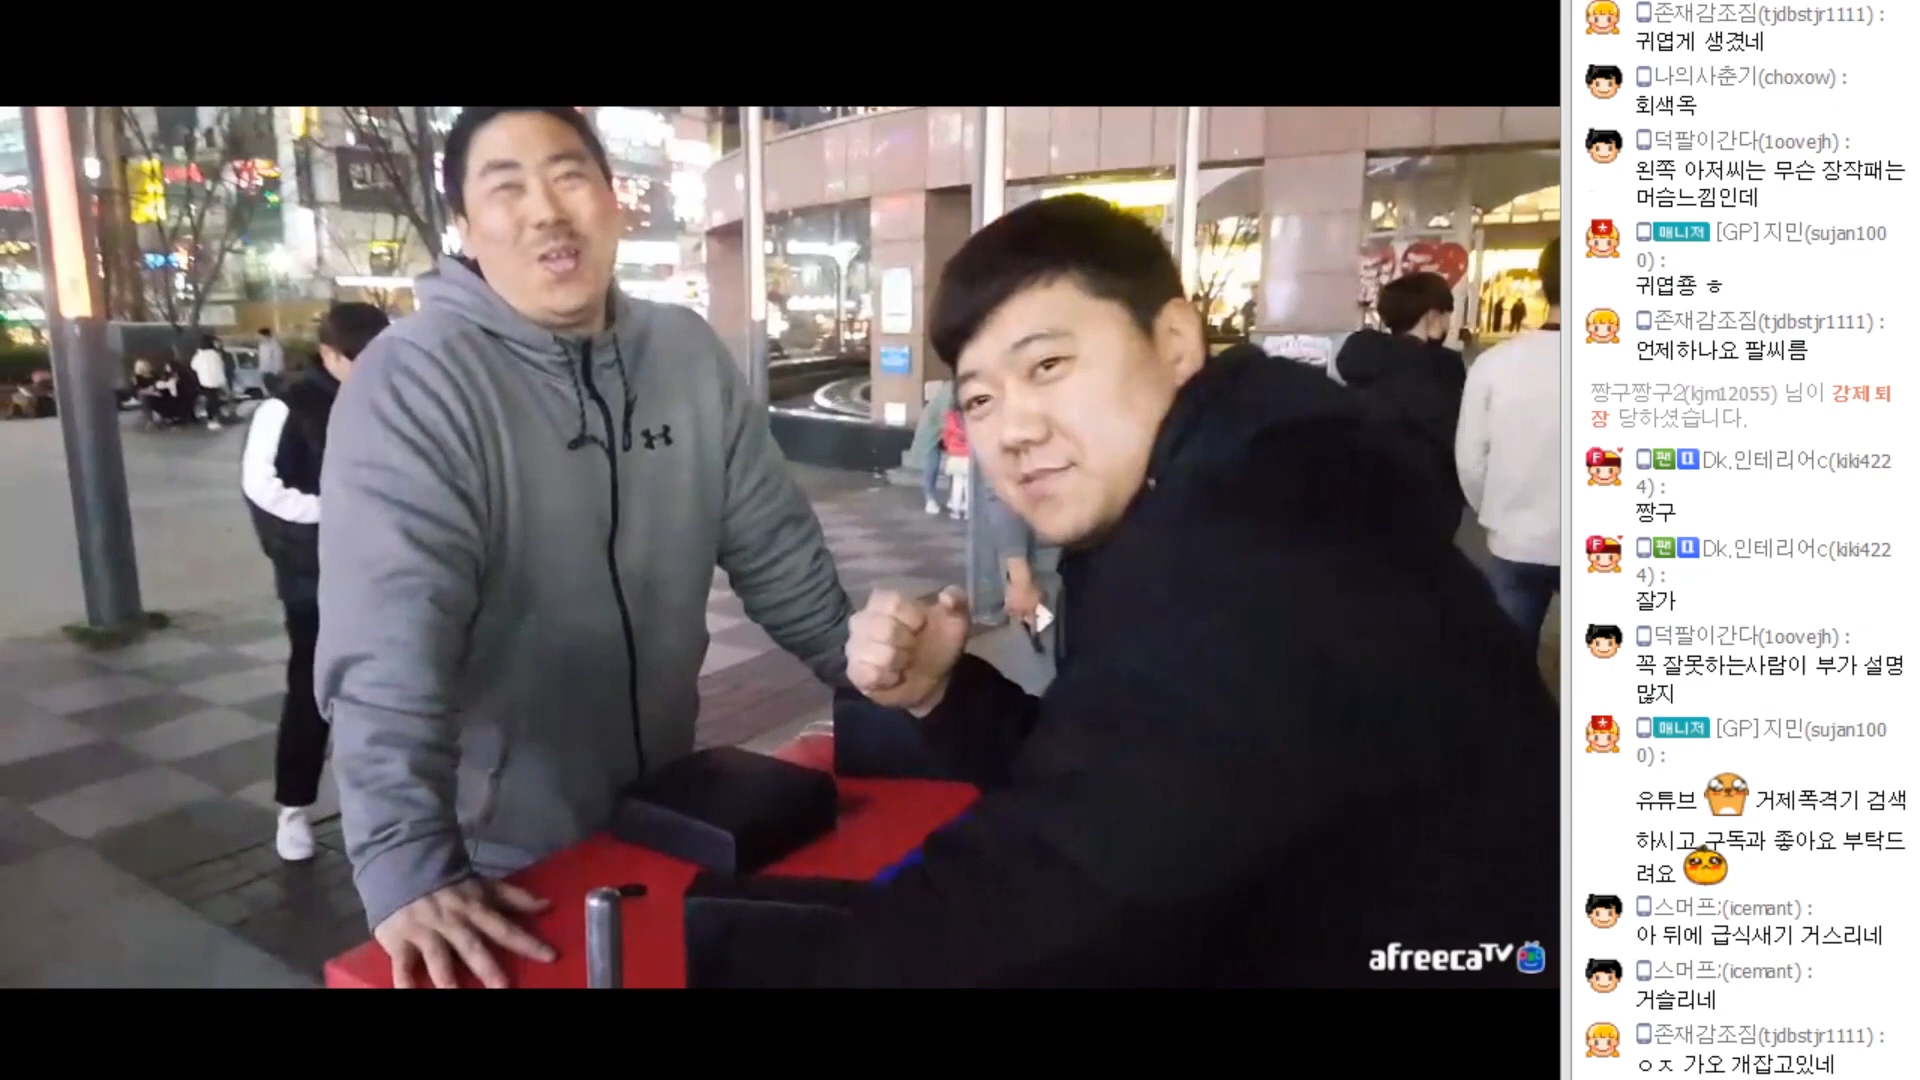 afreecaTV
존재감조짐(tjdbstjr1111) :
귀엽게 생겼네
나의사춘기(choxow) :
회색옥
덕팔이간다(1oovejh) :
왼쪽 아저씨는 무슨 장작패는
머슴느낌인데
매니저 [GP]지민(sujan100
0) :
귀엽죵 ㅎ
존재감조짐(tjdbstjr1111) :
언제하나요 팔씨름
짱구짱구2(kjm12055) 님이 강제퇴
장 당하셨습니다.
팬 Dk.인테리어c(kiki422
4) :
짱구
팬 Dk.인테리어c(kiki422
4) :
잘가
덕팔이간다(1oovejh) :
꼭 잘못하는사람이 부가 설명
많지
매니저 [GP]지민(sujan100
0) :
유튜브 거제폭격기 검색
하시고 구독과 좋아요 부탁드
려요
스머프;(icemant) :
아 뒤에 급식새기 거스리네
스머프;(icemant) :
거슬리네
존재감조짐(tjdbstjr1111) :
ㅇㅈ 가오 개잡고있네